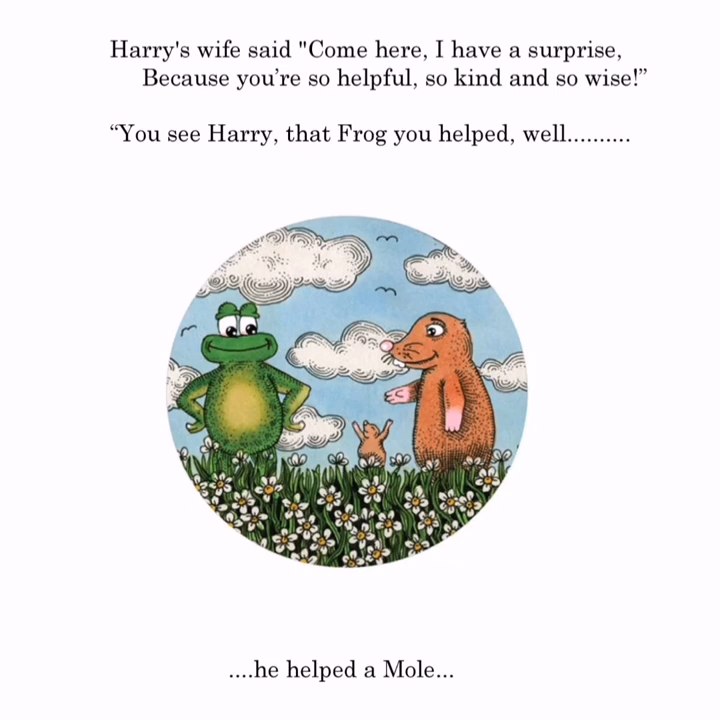 Harry's wife said "Come here, I have a surprise,
Because you’re so helpful, so kind and so wise!”
“You see Harry, that Frog you helped, well..........
....he helped a Mole...